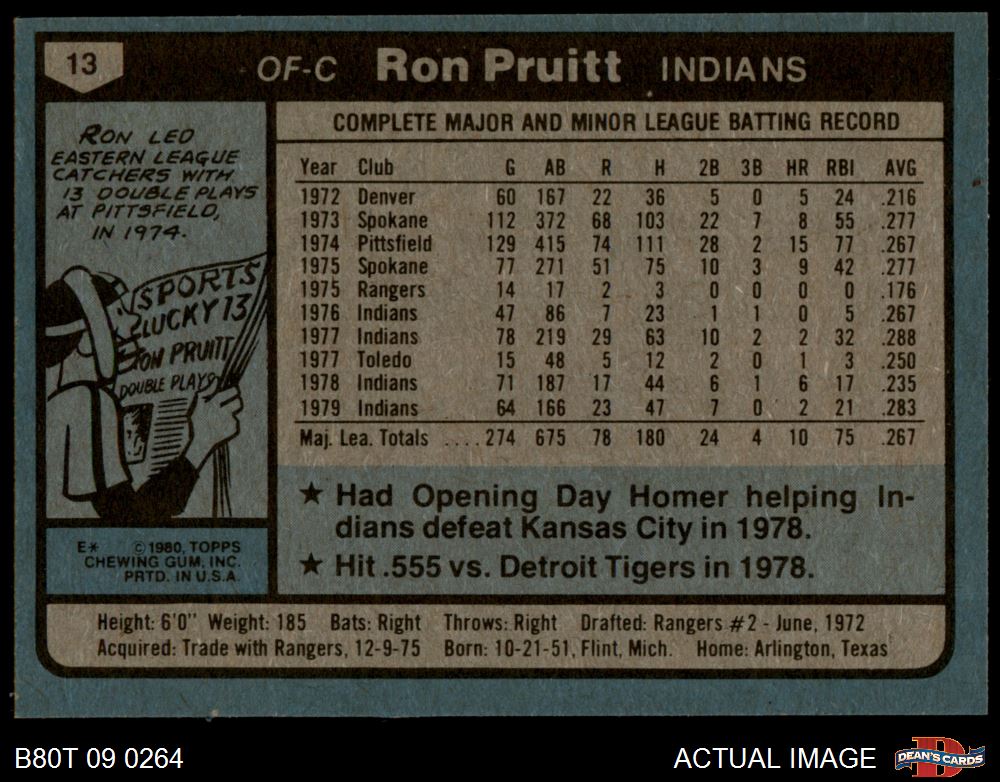 13 OF-C Ron Pruitt INDIANS
RON LED
EASTERN LEAGUE
CATCHERS WITH
13 DOUBLE PLAYS
AT PITTSFIELD,
IN 1974.
SPORTS
LUCKY 13
RON PRUITT
DOUBLE PLAYS
E* ©1980, TOPPS
CHEWING GUM, INC.
PRTD. IN U.S.A.
COMPLETE MAJOR AND MINOR LEAGUE BATTING RECORD
Year Club G AB R H 2B 3B HR RBI AVG
1972 Denver 60 167 22 36 5 0 5 24 .216
1973 Spokane 112 372 68 103 22 7 8 55 .277
1974 Pittsfield 129 415 74 111 28 2 15 77 .267
1975 Spokane 77 271 51 75 10 3 9 42 .277
1975 Rangers 14 17 2 3 0 0 0 0 .176
1976 Indians 47 86 7 23 1 1 0 5 .267
1977 Indians 78 219 29 63 10 2 2 32 .288
1977 Toledo 15 48 5 12 2 0 1 3 .250
1978 Indians 71 187 17 44 6 1 6 17 .235
1979 Indians 64 166 23 47 7 0 2 21 .283
Maj. Lea. Totals ....274 675 78 180 24 4 10 75 .267
★ Had Opening Day Homer helping In-
dians defeat Kansas City in 1978.
★ Hit .555 vs. Detroit Tigers in 1978.
Height: 6'0" Weight: 185 Bats: Right Throws: Right Drafted: Rangers #2 - June, 1972
Acquired: Trade with Rangers, 12-9-75 Born: 10-21-51, Flint, Mich. Home: Arlington, Texas
B80T 09 0264 ACTUAL IMAGE D DEAN'S CARDS